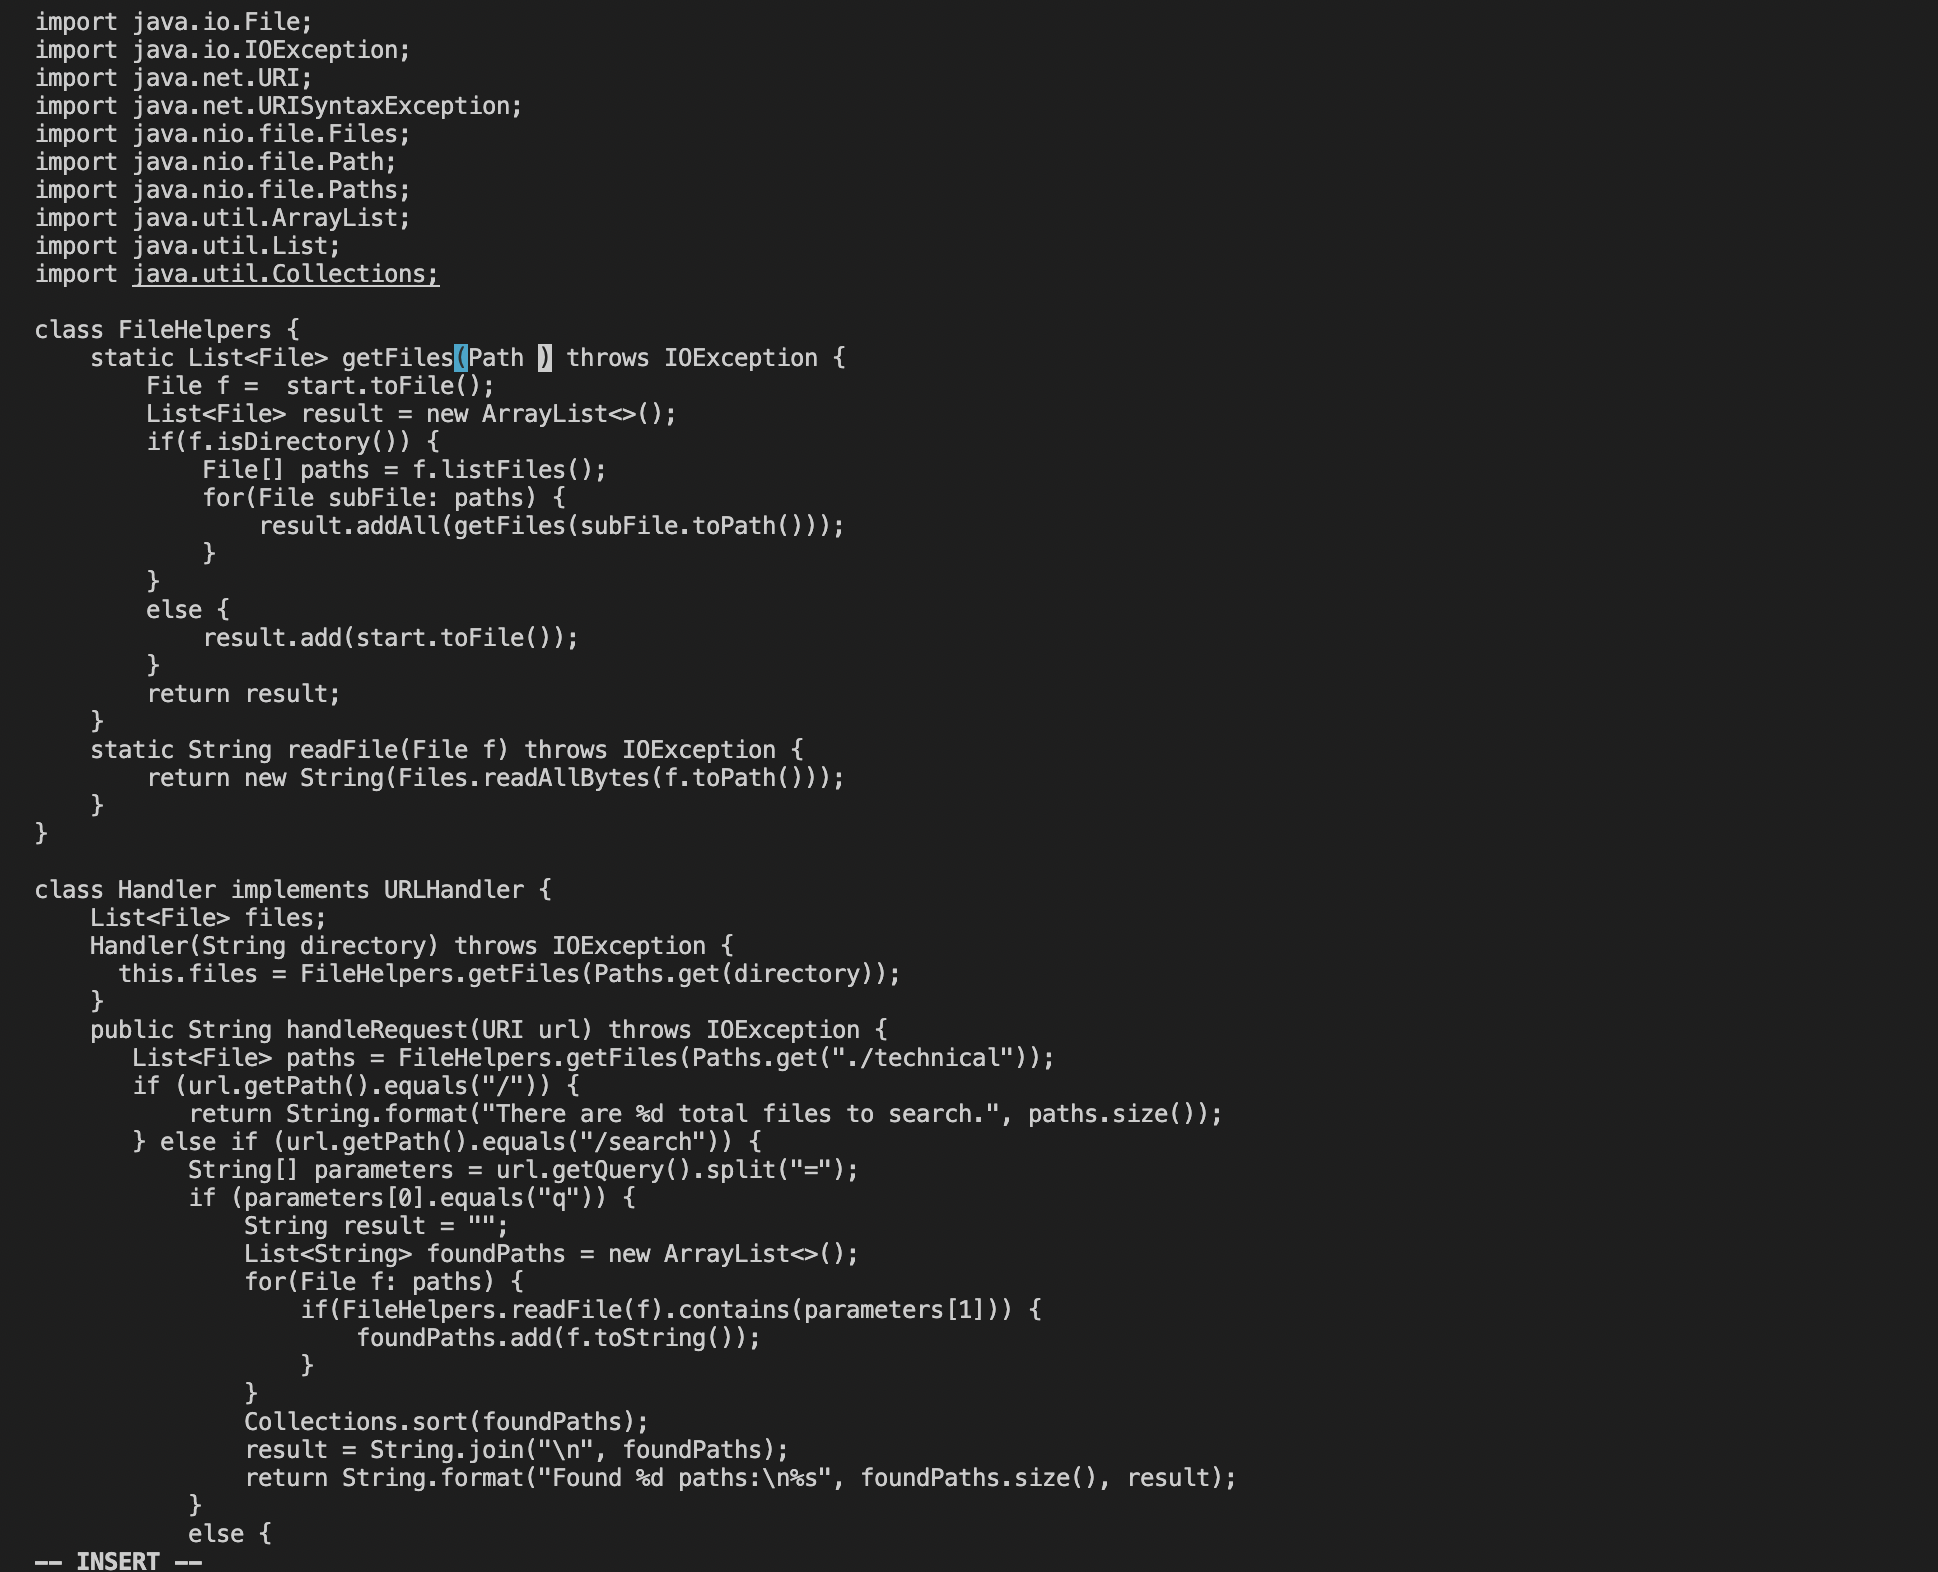 import java.io.File;
import java.io.IOException;
import java.net.URI;
import java.net.URISyntaxException;
import java.nio.file.Files;
import java.nio.file.Path;
import java.nio.file.Paths;
import java.util.ArrayList;
import java.util.List;
import java.util.Collections;

class FileHelpers {
    static List<File> getFiles(Path ) throws IOException {
        File f =  start.toFile();
        List<File> result = new ArrayList<>();
        if(f.isDirectory()) {
            File[] paths = f.listFiles();
            for(File subFile: paths) {
                result.addAll(getFiles(subFile.toPath()));
            }
        }
        else {
            result.add(start.toFile());
        }
        return result;
    }
    static String readFile(File f) throws IOException {
        return new String(Files.readAllBytes(f.toPath()));
    }
}

class Handler implements URLHandler {
    List<File> files;
    Handler(String directory) throws IOException {
      this.files = FileHelpers.getFiles(Paths.get(directory));
    }
    public String handleRequest(URI url) throws IOException {
       List<File> paths = FileHelpers.getFiles(Paths.get("./technical"));
       if (url.getPath().equals("/")) {
           return String.format("There are %d total files to search.", paths.size());
       } else if (url.getPath().equals("/search")) {
           String[] parameters = url.getQuery().split("=");
           if (parameters[0].equals("q")) {
               String result = "";
               List<String> foundPaths = new ArrayList<>();
               for(File f: paths) {
                   if(FileHelpers.readFile(f).contains(parameters[1])) {
                       foundPaths.add(f.toString());
                   }
               }
               Collections.sort(foundPaths);
               result = String.join("\n", foundPaths);
               return String.format("Found %d paths:\n%s", foundPaths.size(), result);
           }
           else {
-- INSERT --